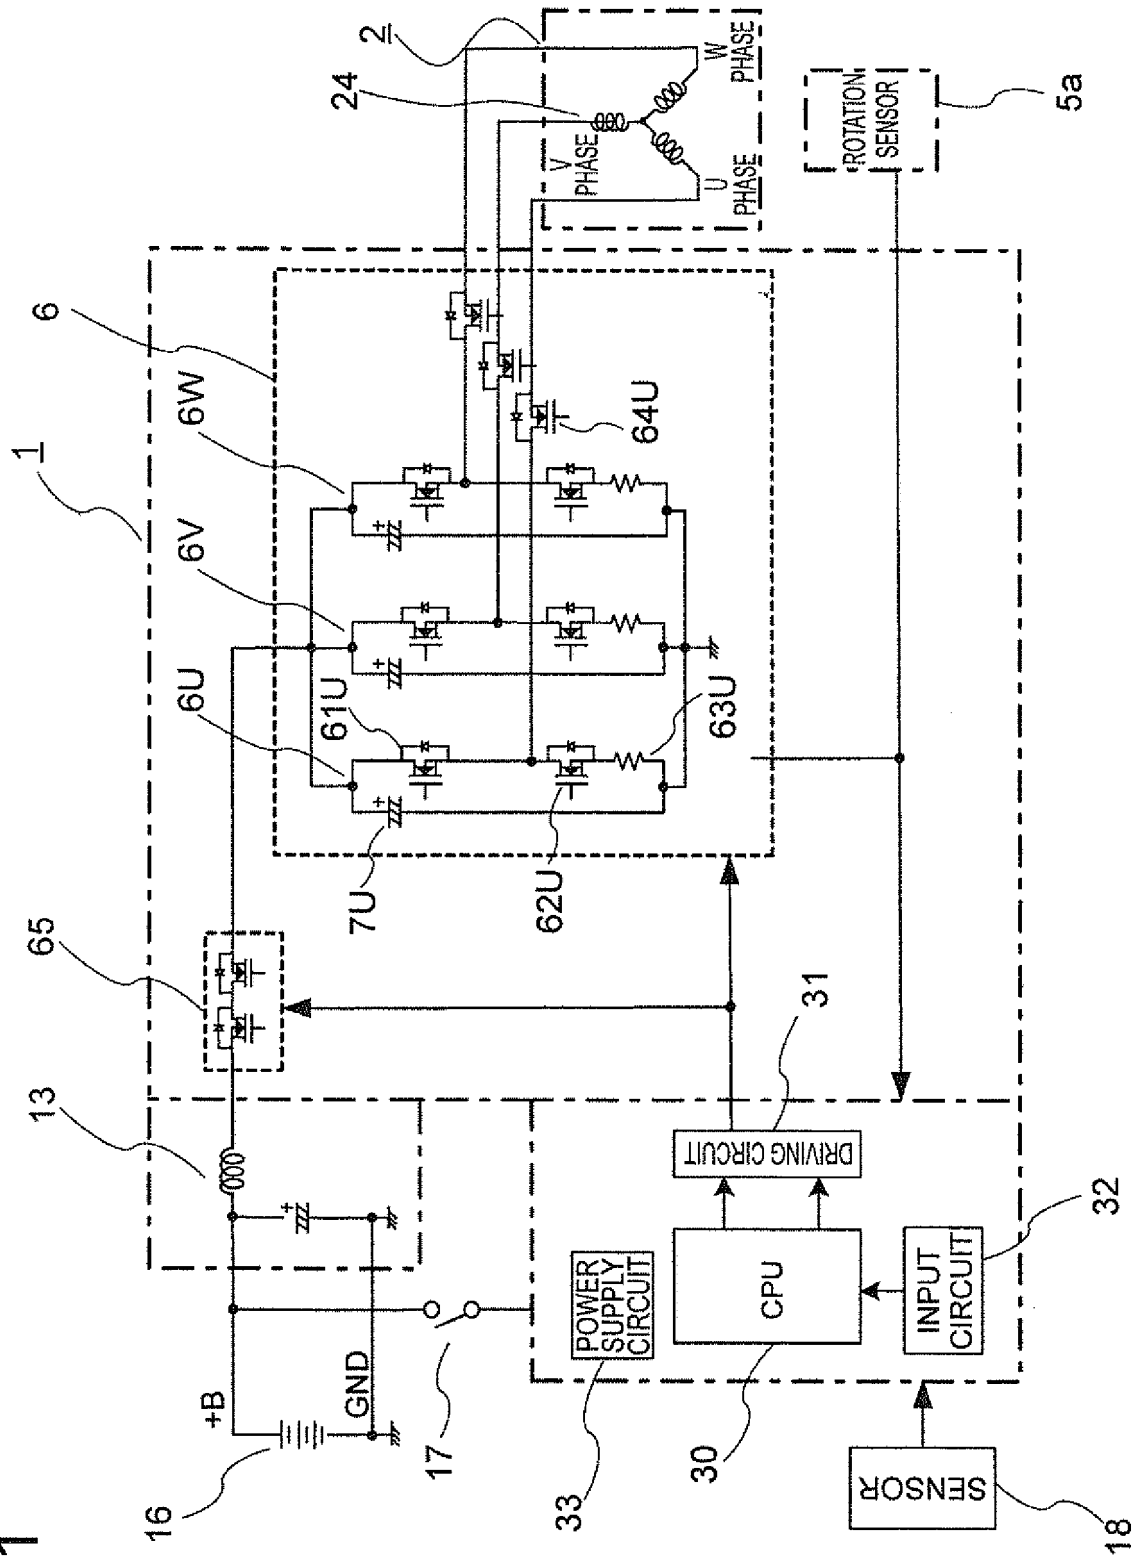 1
6
6W
6V
6U
61U
7U
62U
63U
64U
65
13
2
24
V
PHASE
W
PHASE
U
PHASE
ROTATION
SENSOR
5a
+B
GND
16
17
31
DRIVING CIRCUIT
CPU
30
POWER
SUPPLY
CIRCUIT
33
INPUT
CIRCUIT
32
SENSOR
18
+
+
+
+